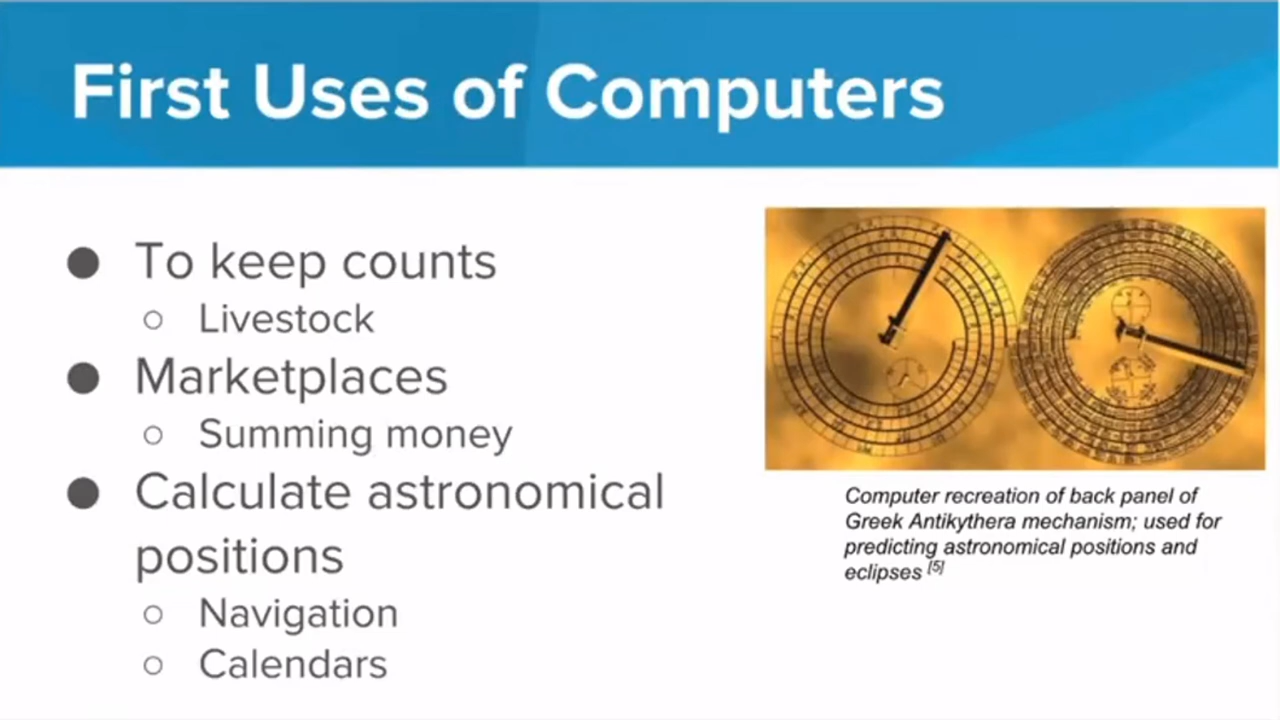 First Uses of Computers
● To keep counts
○ Livestock
● Marketplaces
○ Summing money
● Calculate astronomical
positions
○ Navigation
○ Calendars
Computer recreation of back panel of
Greek Antikythera mechanism; used for
predicting astronomical positions and
eclipses [5]